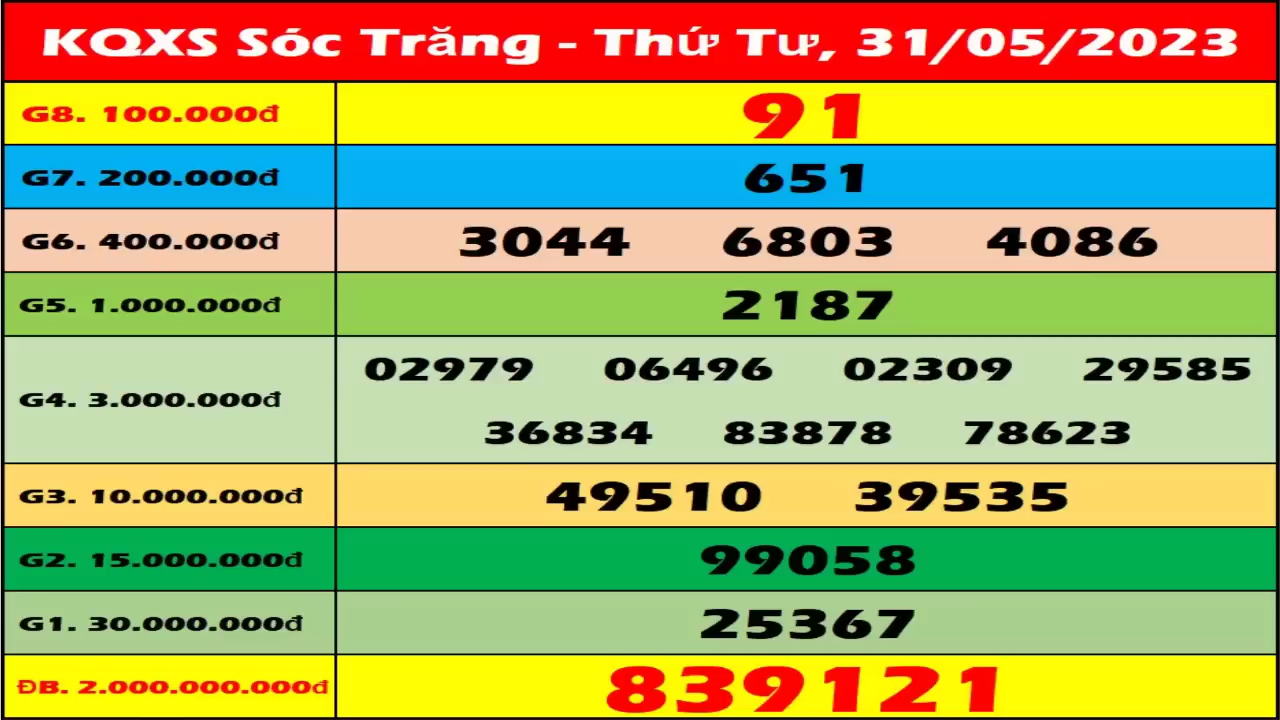 KQXS Sóc Trăng - Thứ Tư, 31/05/2023
G8. 100.000đ 91
G7. 200.000đ 651
G6. 400.000đ 3044 6803 4086
G5. 1.000.000đ 2187
G4. 3.000.000đ
02979 06496 02309 29585
36834 83878 78623
G3. 10.000.000đ 49510 39535
G2. 15.000.000đ 99058
G1. 30.000.000đ 25367
ĐB. 2.000.000.000đ 839121